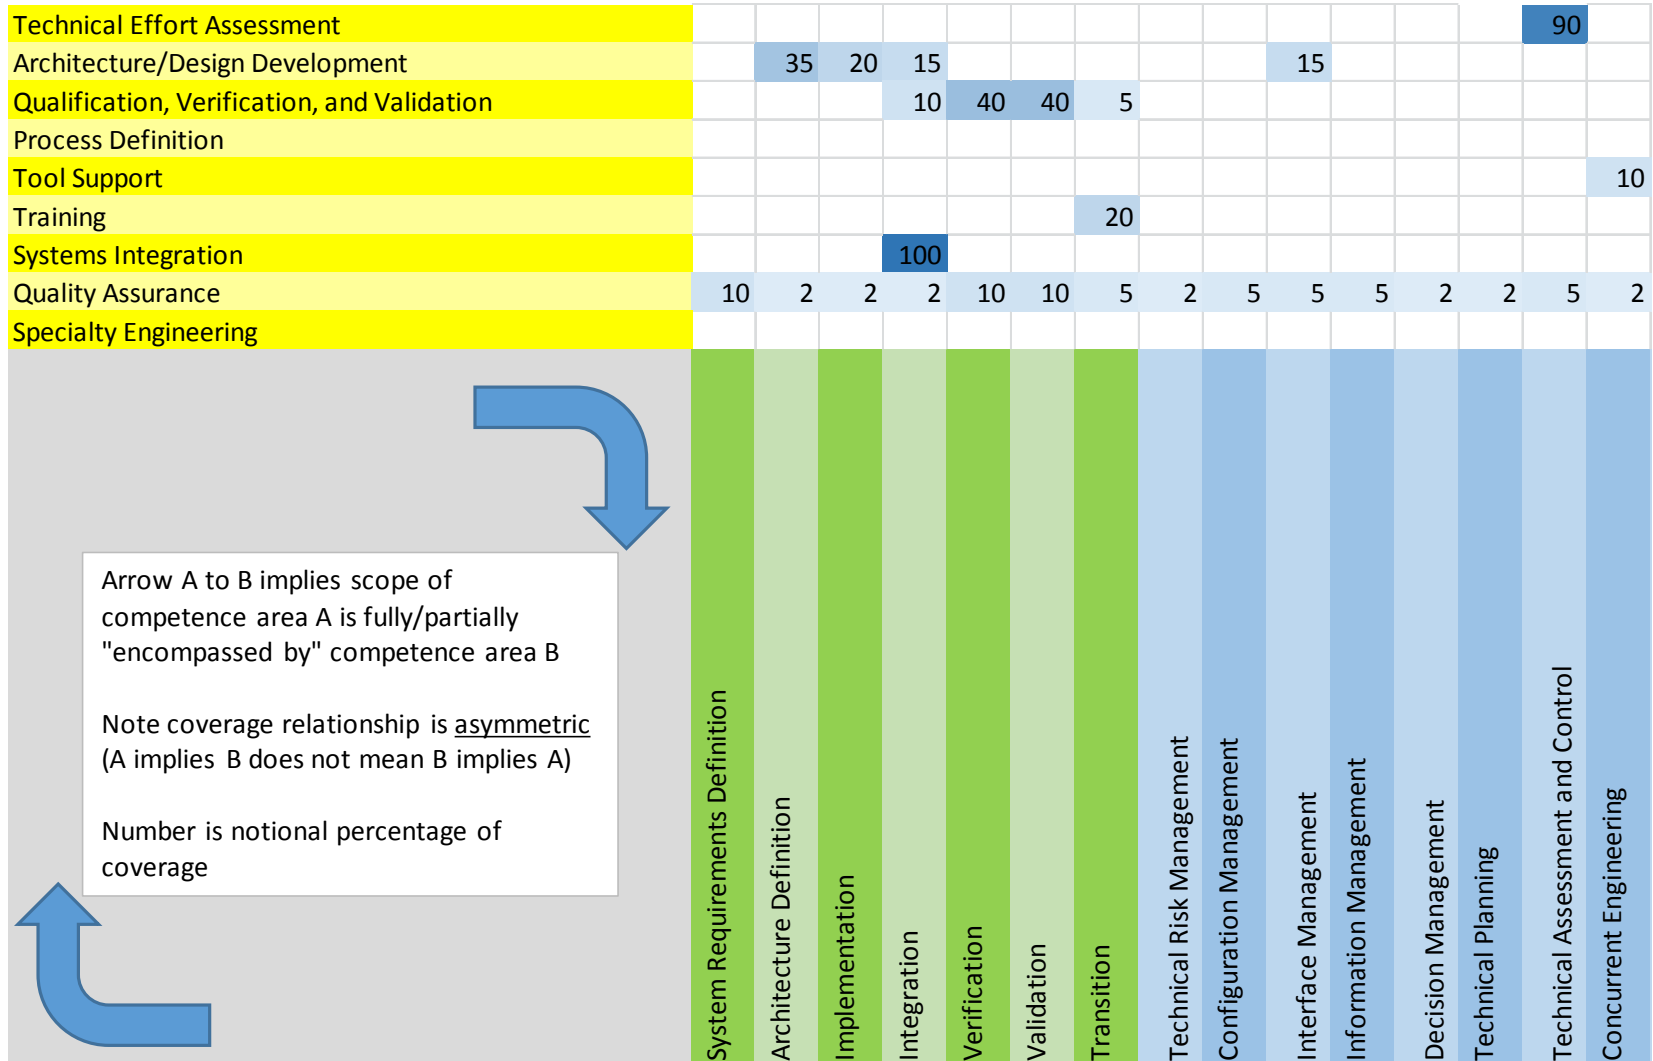 Technical Effort Assessment 90
Architecture/Design Development 35 20 15 15
Qualification, Verification, and Validation 10 40 40 5
Process Definition
Tool Support 10
Training 20
Systems Integration 100
Quality Assurance 10 2 2 2 10 10 5 2 5 5 5 2 2 5 2
Specialty Engineering
Arrow A to B implies scope of
competence area A is fully/partially
"encompassed by" competence area B
Note coverage relationship is asymmetric
(A implies B does not mean B implies A)
Number is notional percentage of
coverage
System Requirements Definition
Architecture Definition
Implementation
Integration
Verification
Validation
Transition
Technical Risk Management
Configuration Management
Interface Management
Information Management
Decision Management
Technical Planning
Technical Assessment and Control
Concurrent Engineering